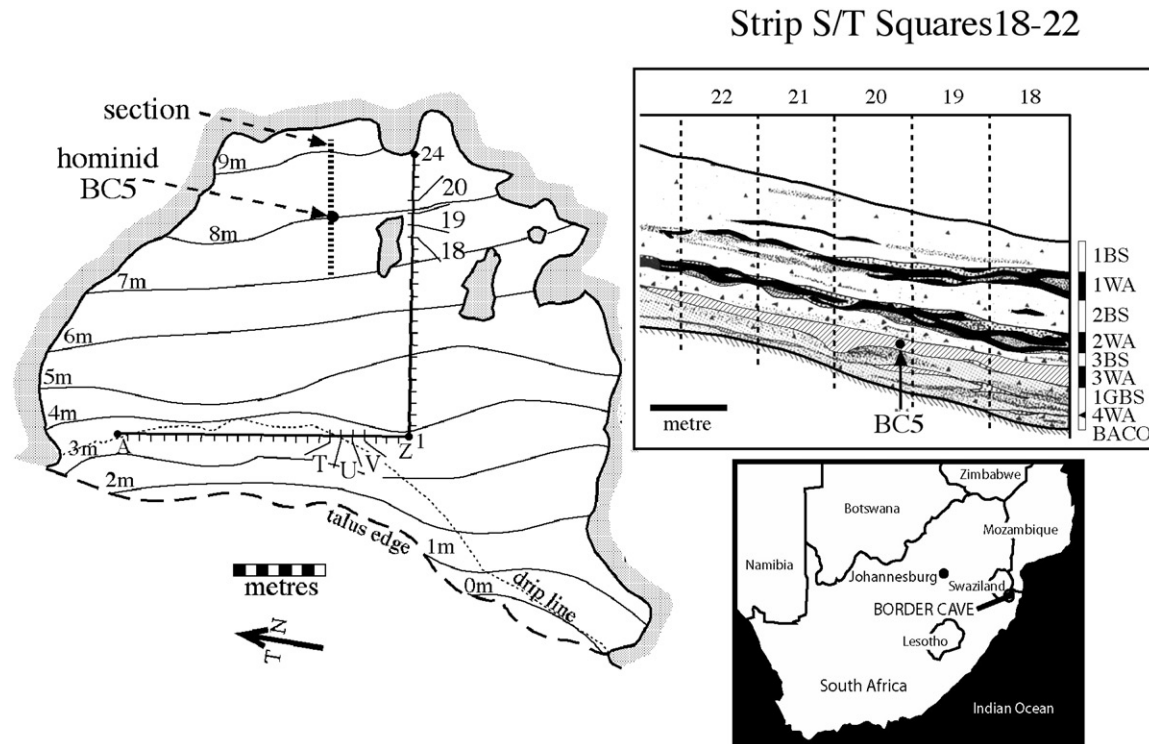 Strip S/T Squares18-22
section
hominid
BC5
9m
8m
7m
6m
5m
4m
3m
2m
1m
0m
24
20
19
18
A
Z
1
T
U
V
talus edge
drip line
metres
N
T
22
21
20
19
18
1BS
1WA
2BS
2WA
3BS
3WA
1GBS
4WA
BACO
metre
BC5
Zimbabwe
Botswana
Mozambique
Namibia
Johannesburg
Swaziland
BORDER CAVE
Lesotho
South Africa
Indian Ocean